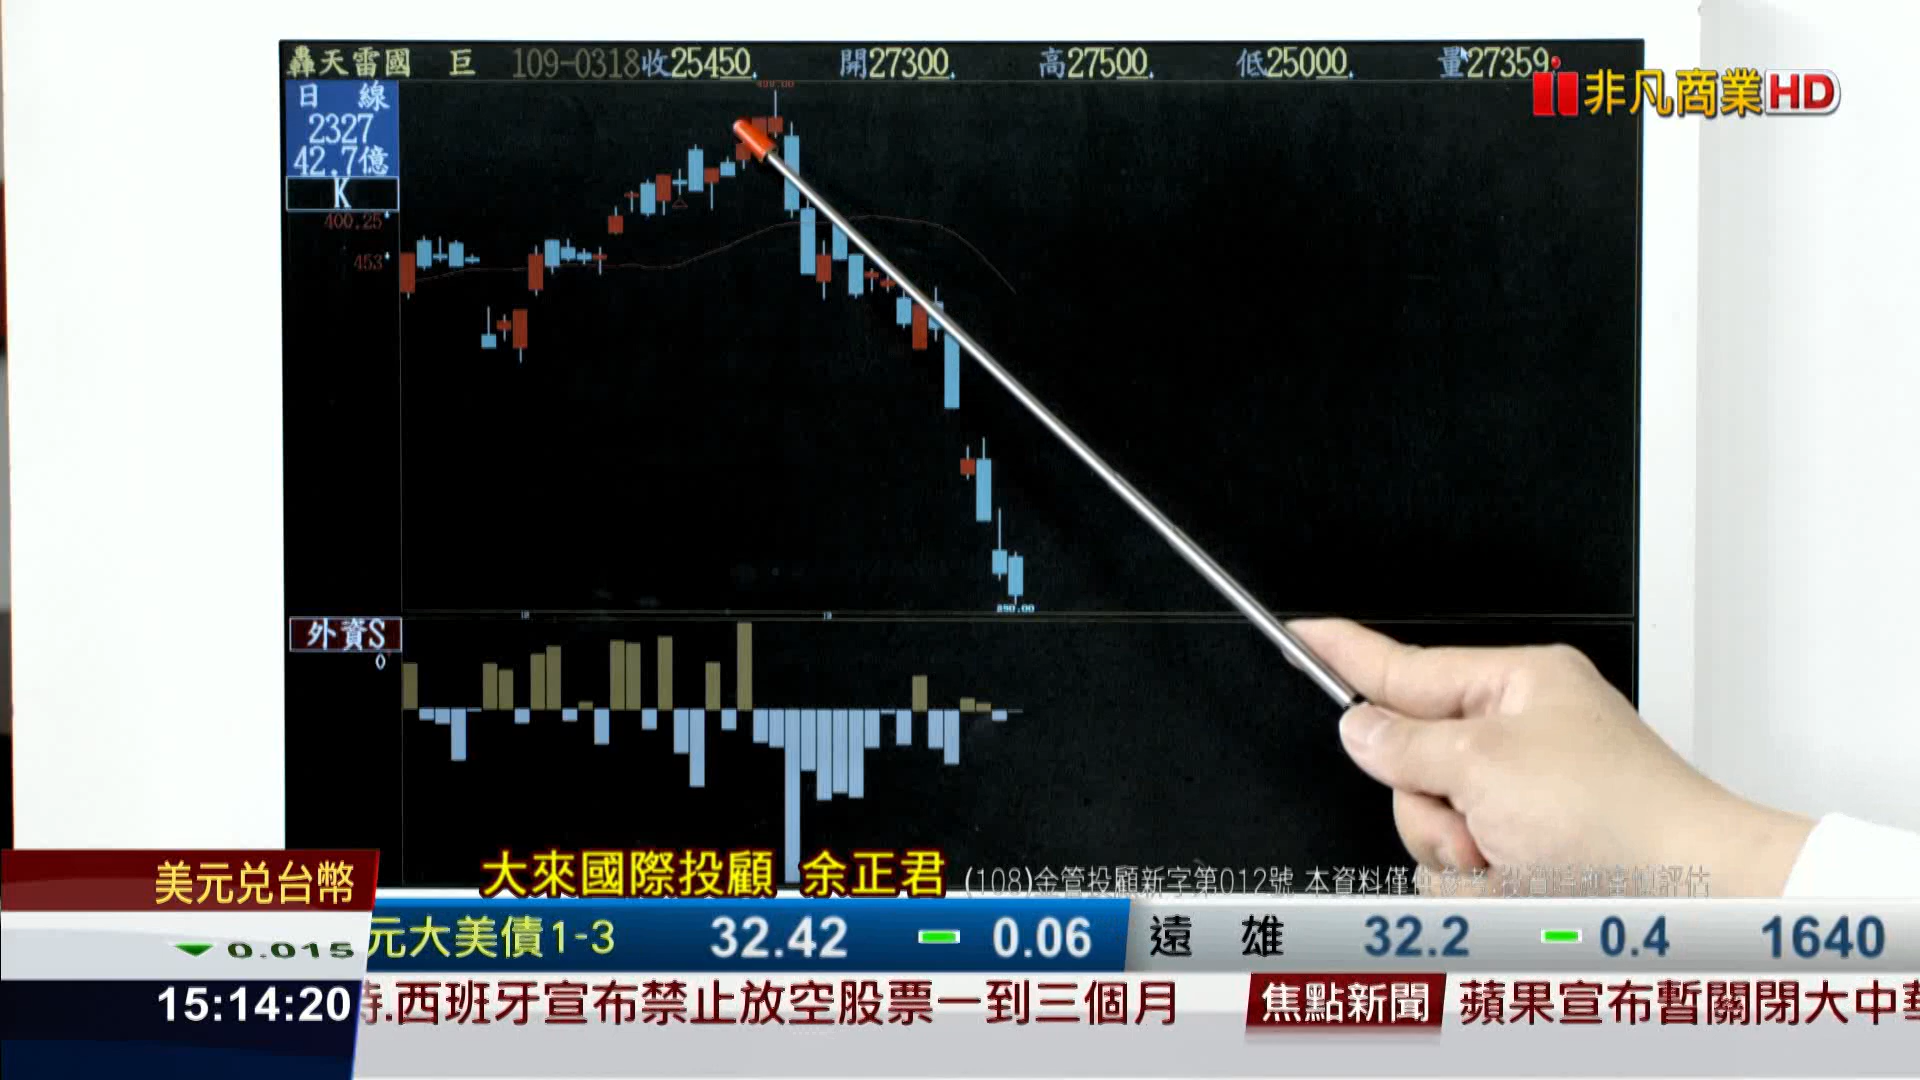 轟天雷國 巨 109-0318收25450. 開27300. 高27500. 低25000. 量27359.
非凡商業HD
日 線
2327
42.7億
K
400.25
453
外資S
0
美元兌台幣
大來國際投顧 余正君
(108)金管投顧新字第012號 本資料僅供參考
0.015
元大美債1-3 32.42 0.06 遠 雄 32.2 0.4 1640
15:14:20
.西班牙宣布禁止放空股票一到三個月 焦點新聞 蘋果宣布暫關閉大中